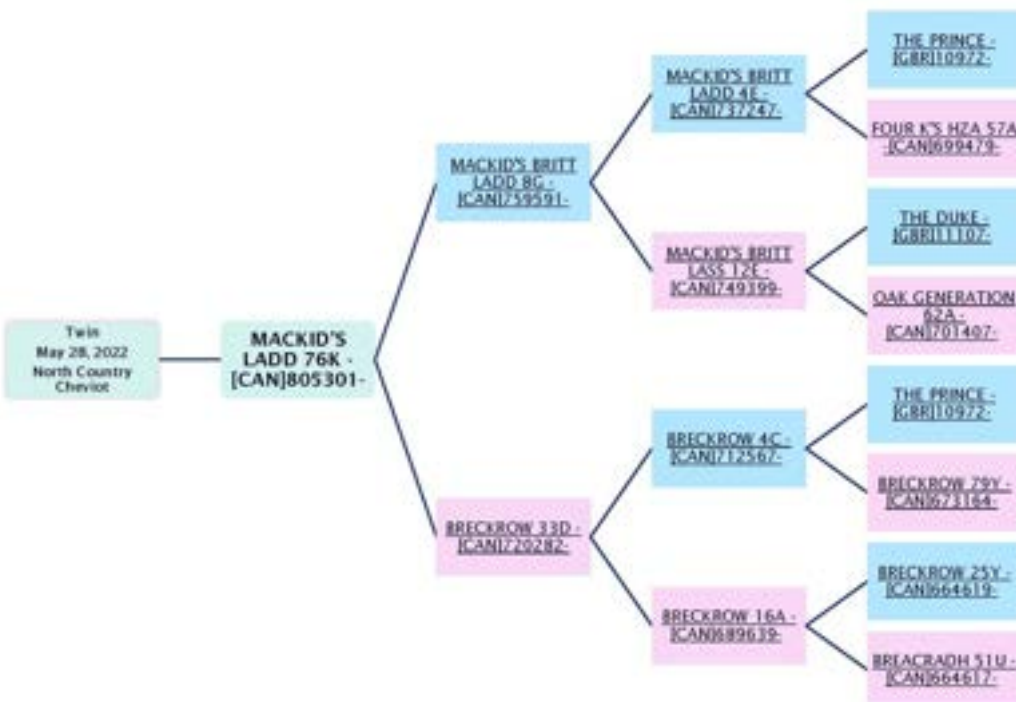 THE PRINCE -
[GBR]10972-
MACKID'S BRITT
LADD 4E -
[CAN]737247-
FOUR K'S HZA 57A
-[CAN]699479-
MACKID'S BRITT
LADD 8G -
[CAN]759591-
THE DUKE -
[GBR]11107-
MACKID'S BRITT
LASS 12E -
[CAN]749399-
OAK GENERATION
62A -
[CAN]701407-
Twin
May 28, 2022
North Country
Cheviot
MACKID'S
LADD 76K -
[CAN]805301-
THE PRINCE -
[GBR]10972-
BRECKROW 4C -
[CAN]712567-
BRECKROW 79Y -
[CAN]673164-
BRECKROW 33D -
[CAN]720282-
BRECKROW 25Y -
[CAN]664619-
BRECKROW 16A -
[CAN]689639-
BREACRADH 51U -
[CAN]664617-